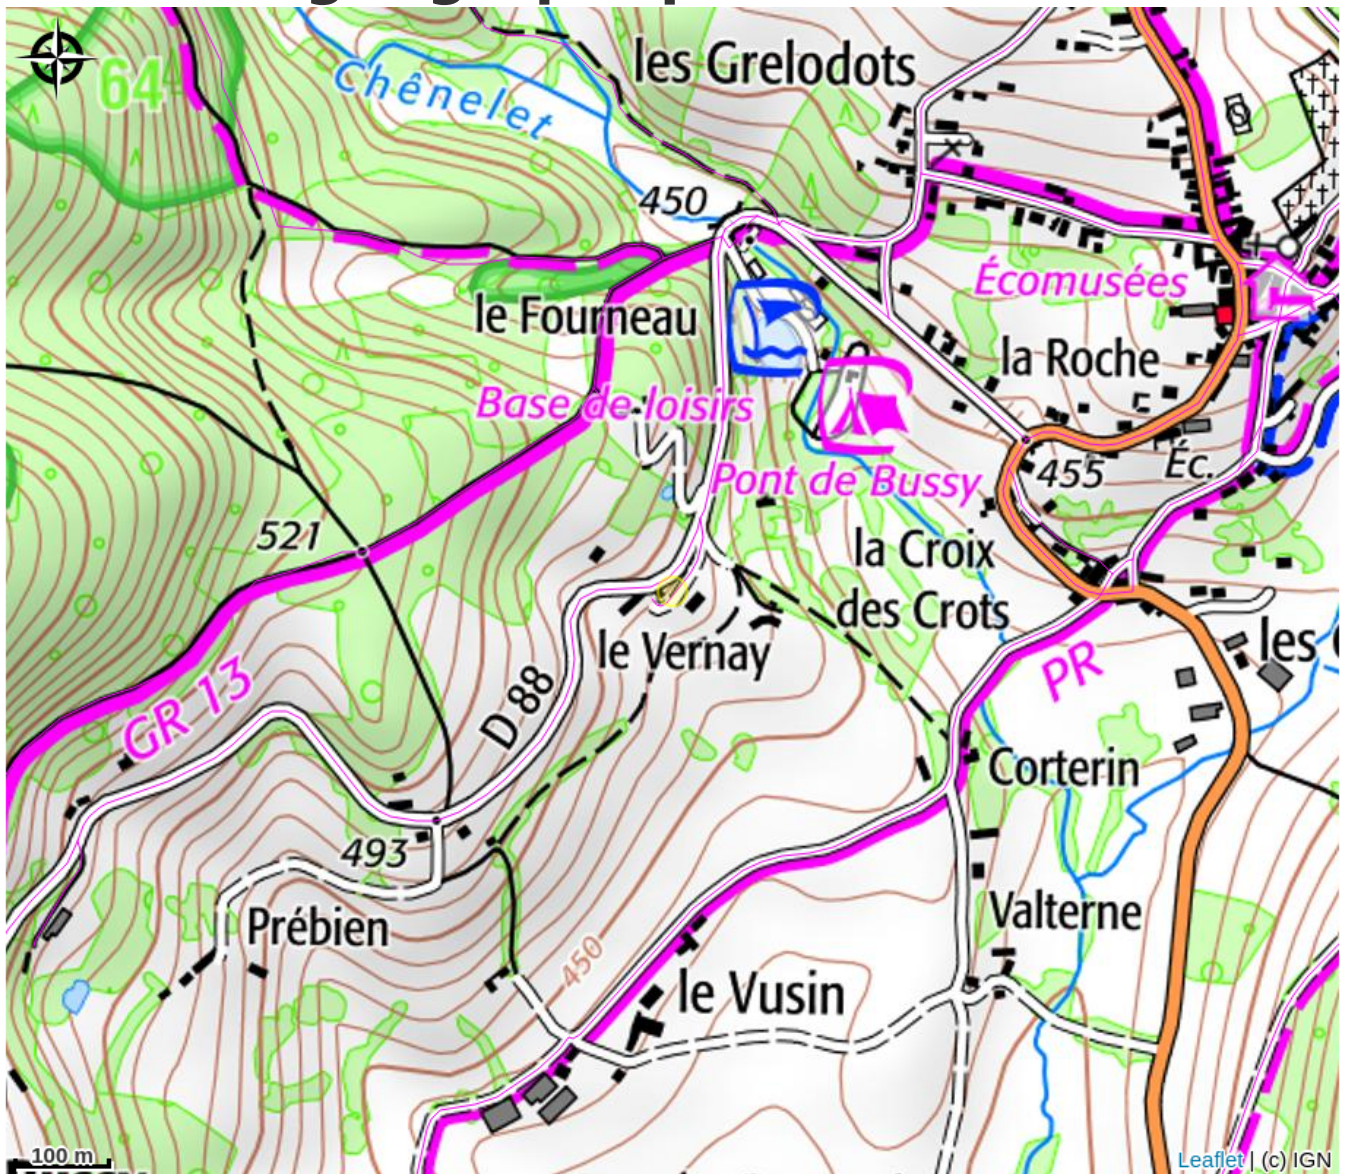 les Grelodots
Chênelet
64
450
Écomusées
le Fourneau
la Roche
Base de loisirs
455
Éc.
Pont de Bussy
521
la Croix
des Crots
le Vernay
les
PR
GR 13
D 88
Corterin
493
Prébien
Valterne
450
le Vusin
100 m
Leaflet | (c) IGN